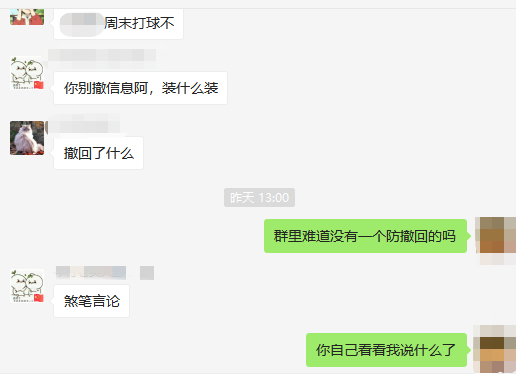 周末打球不
你别撤信息阿，装什么装
撤回了什么
昨天 13:00
群里难道没有一个防撤回的吗
煞笔言论
你自己看看我说什么了